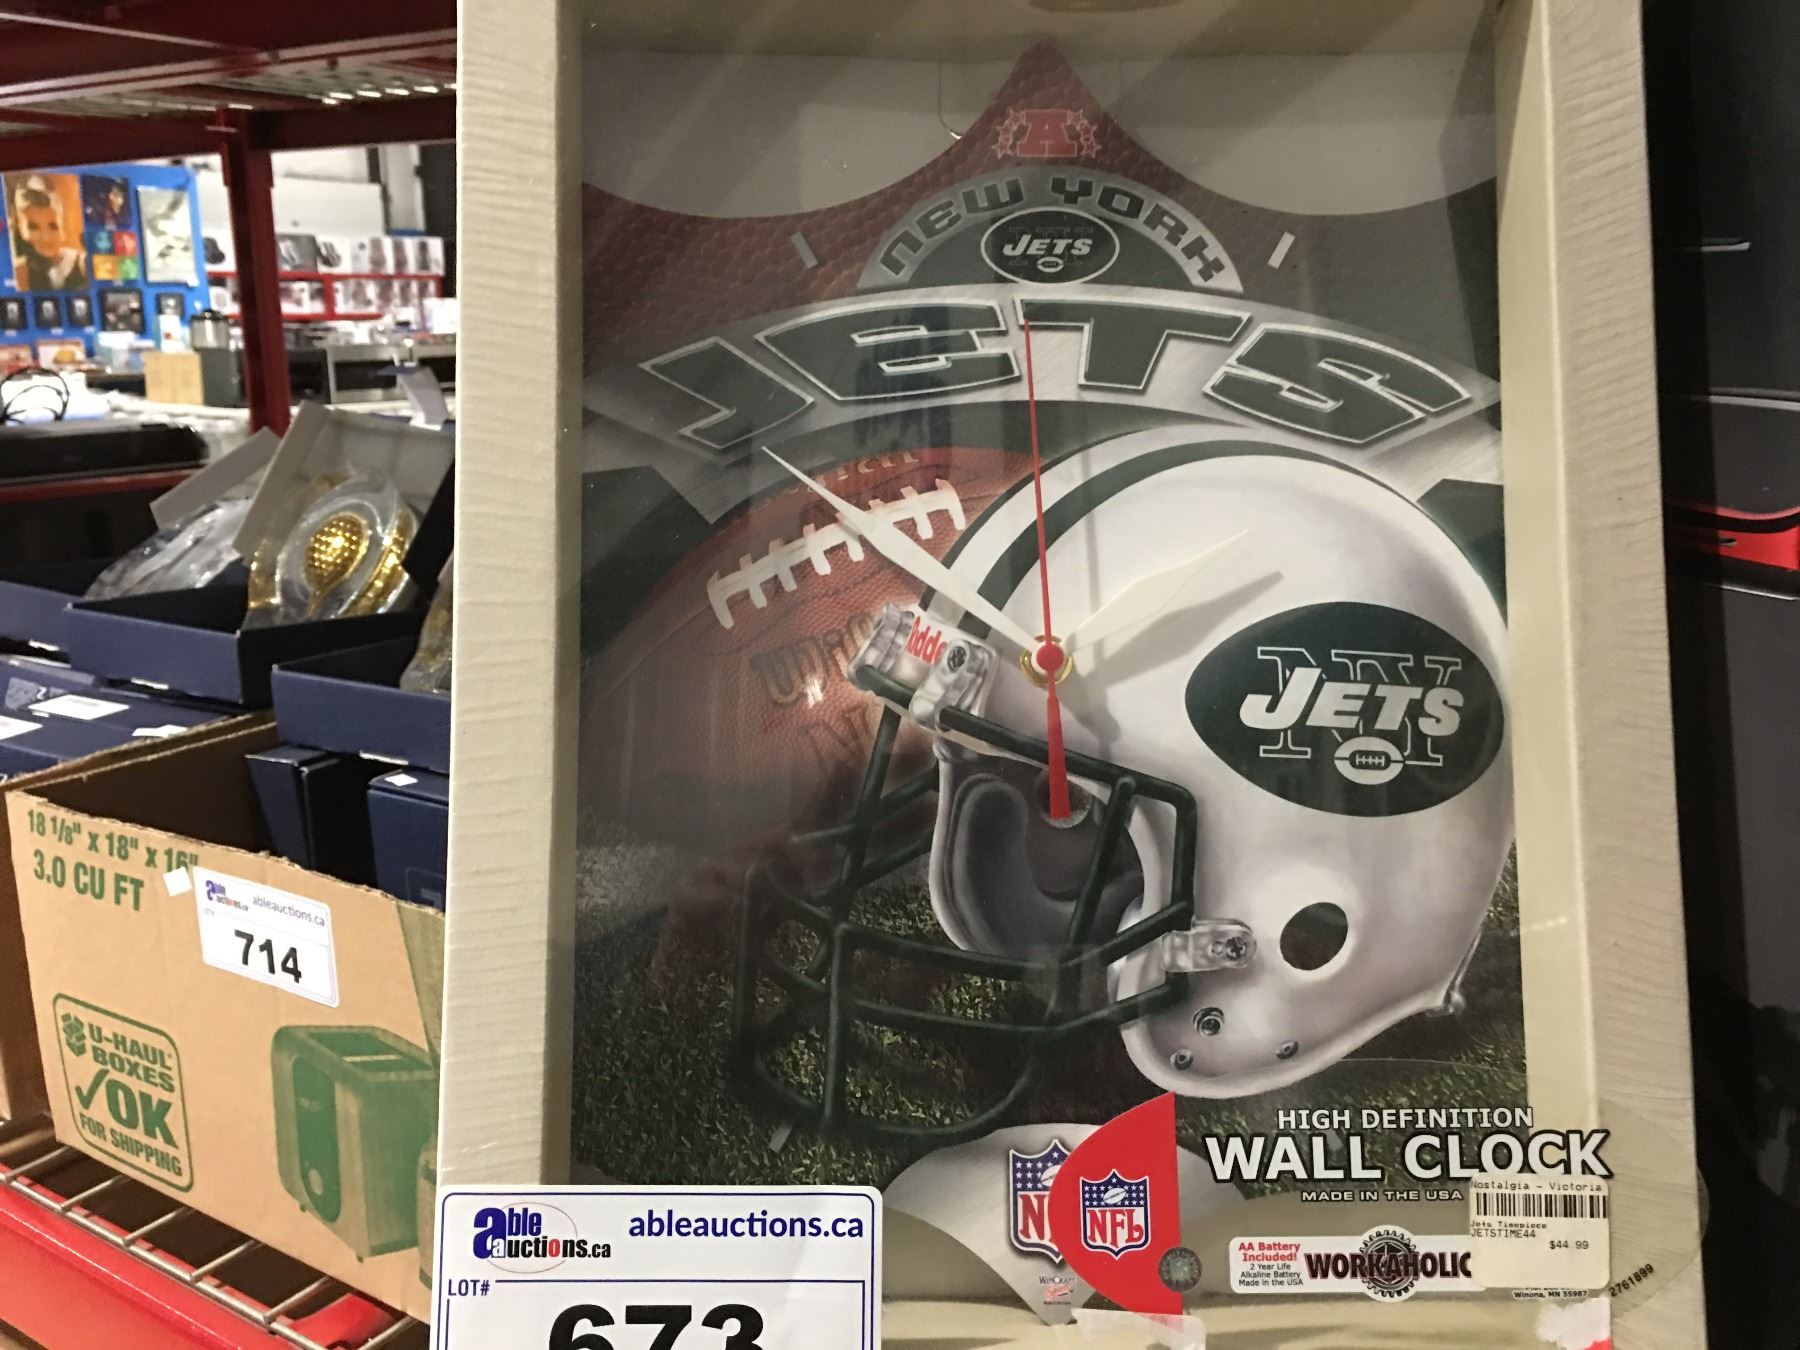 NEW YORK
JETS
JETS
JETS
HIGH DEFINITION
WALL CLOCK
MADE IN THE USA
NFL
AA Battery
Included!
2 Year Life
Alkaline Battery
Made in the USA
WORKAHOLIC
Nostalgia - Victoria
Jets Timepiece
JETSTIME44
$44.99
Winona, MN 55987
2761899
Able Auctions.ca
ableauctions.ca
LOT#
673
18 1/8" x 18" x 16"
3.0 CU FT
ableauctions.ca
714
U-HAUL
BOXES
OK
FOR SHIPPING